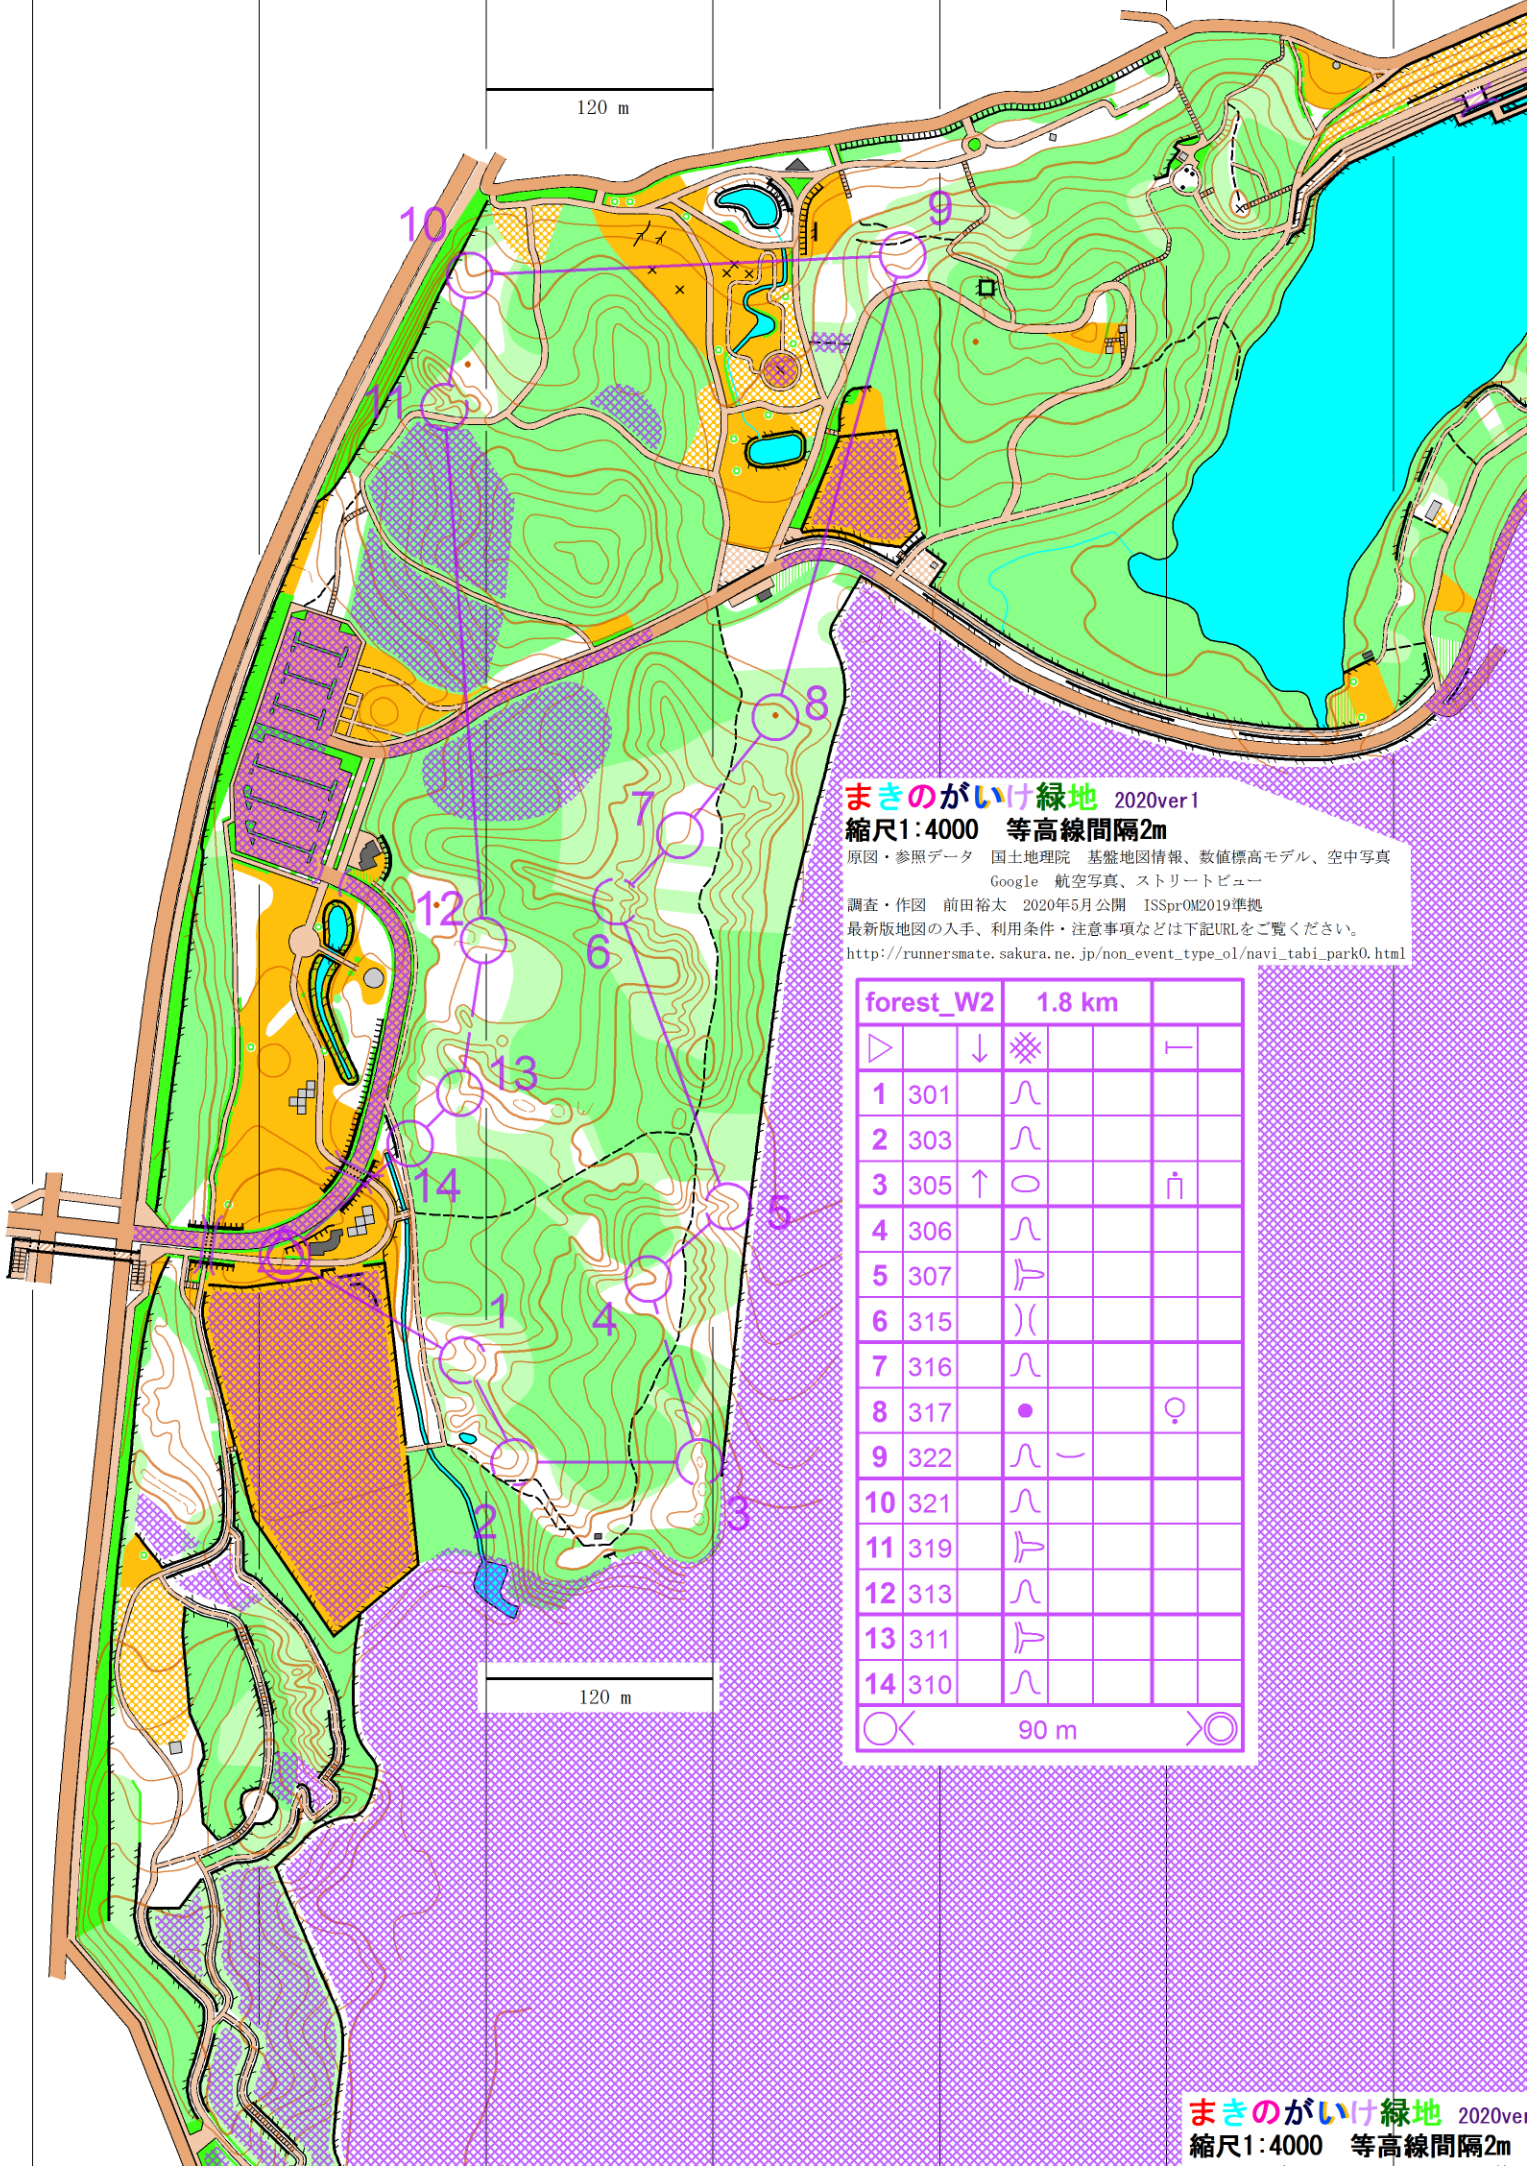 120 m
9
10
11
8
7
12
6
13
14
5
1
4
2
3
120 m
まきのがいけ緑地 2020ver1
縮尺1:4000 等高線間隔2m
原図・参照データ 国土地理院 基盤地図情報、数値標高モデル、空中写真
Google 航空写真、ストリートビュー
調査・作図 前田裕太 2020年5月公開 ISSprOM2019準拠
最新版地図の入手、利用条件・注意事項などは下記URLをご覧ください。
http://runnersmate.sakura.ne.jp/non_event_type_ol/navi_tabi_park0.html
forest_W2 1.8 km
1 301
2 303
3 305
4 306
5 307
6 315
7 316
8 317
9 322
10 321
11 319
12 313
13 311
14 310
90 m
まきのがいけ緑地 2020ver
縮尺1:4000 等高線間隔2m